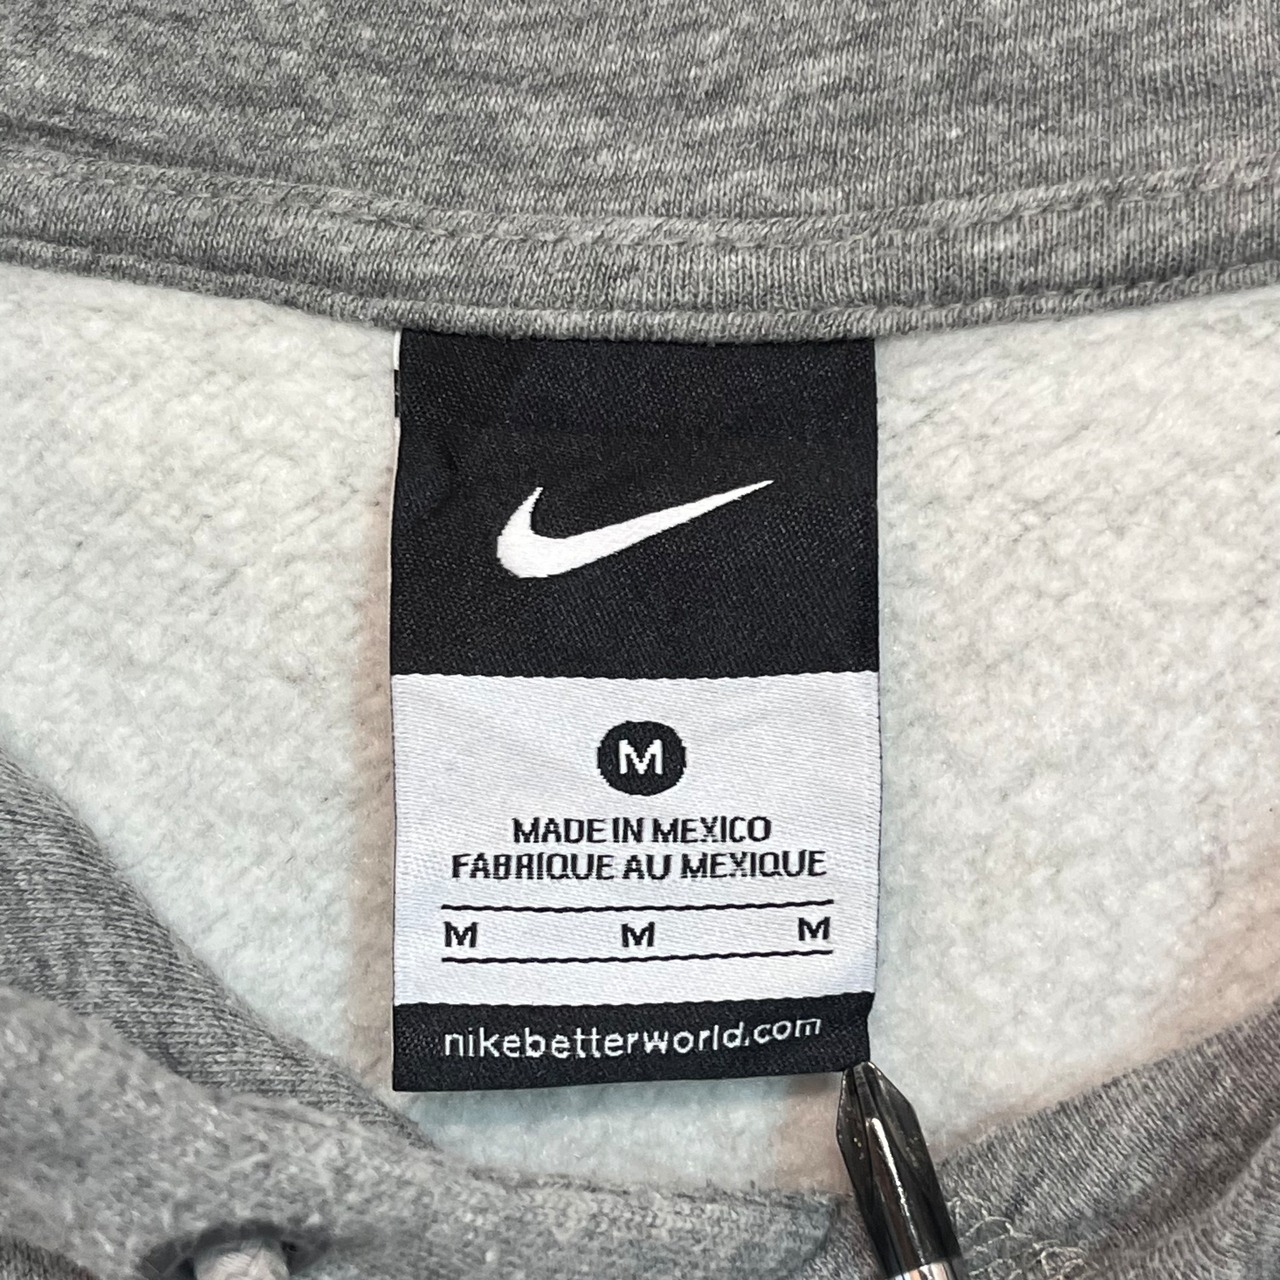 M
MADE IN MEXICO
FABRIQUE AU MEXIQUE
M M M
nikebetterworld.com